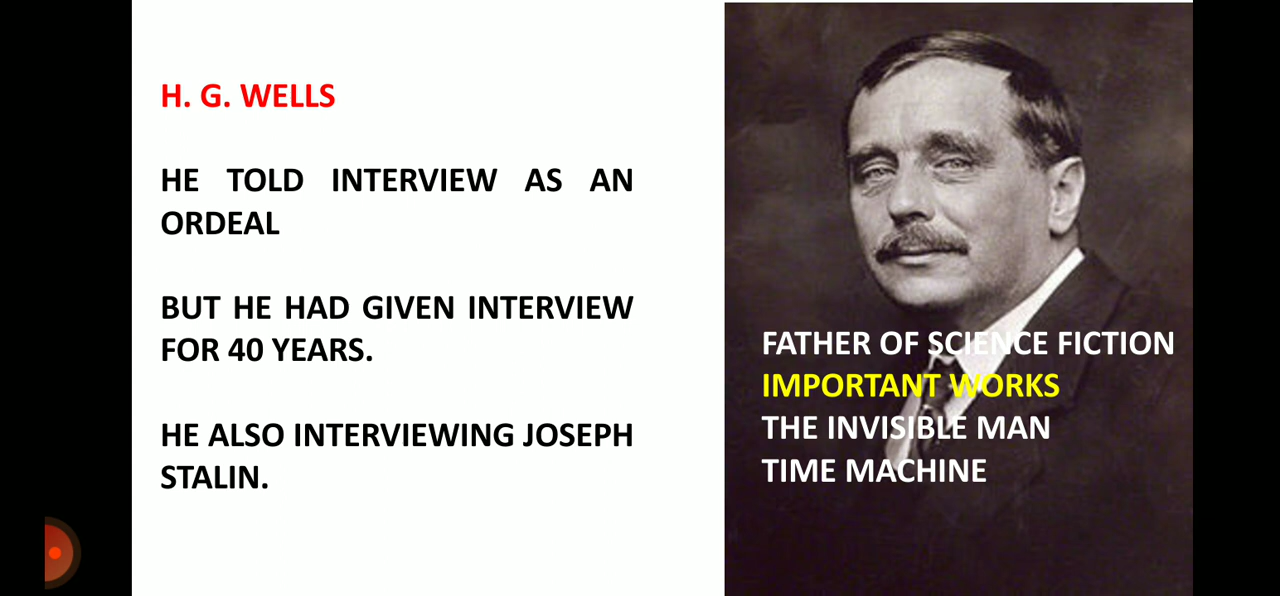 H. G. WELLS
HE TOLD INTERVIEW AS AN
ORDEAL
BUT HE HAD GIVEN INTERVIEW
FOR 40 YEARS.
HE ALSO INTERVIEWING JOSEPH
STALIN.
FATHER OF SCIENCE FICTION
IMPORTANT WORKS
THE INVISIBLE MAN
TIME MACHINE